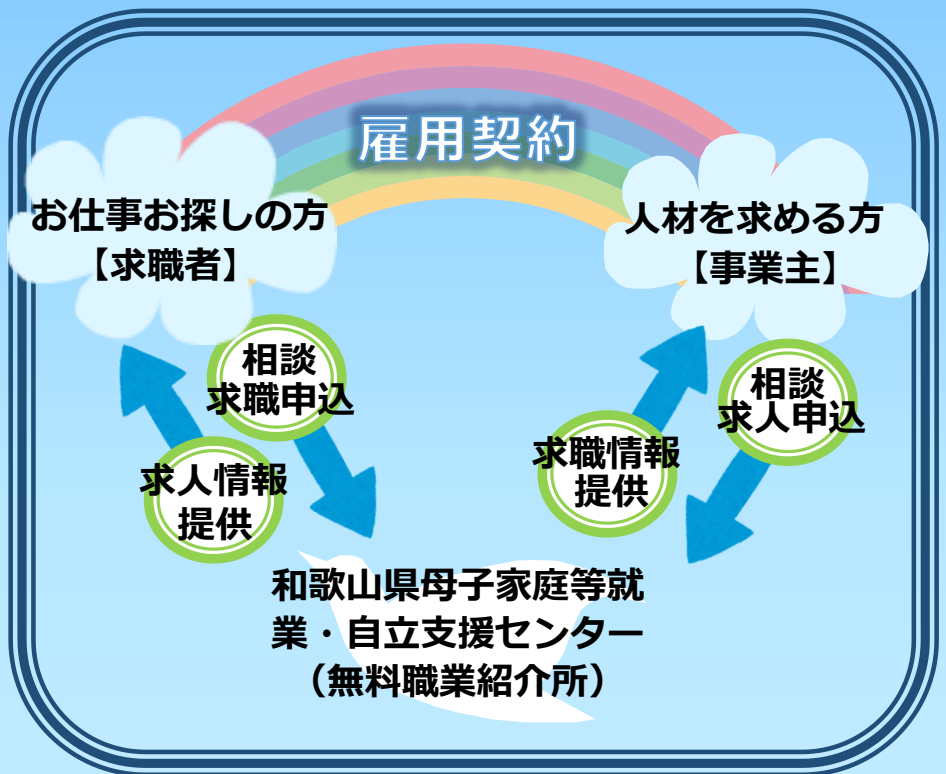 雇用契約
お仕事お探しの方
【求職者】
人材を求める方
【事業主】
相談
求職申込
求人情報
提供
相談
求人申込
求職情報
提供
和歌山県母子家庭等就
業・自立支援センター
（無料職業紹介所）